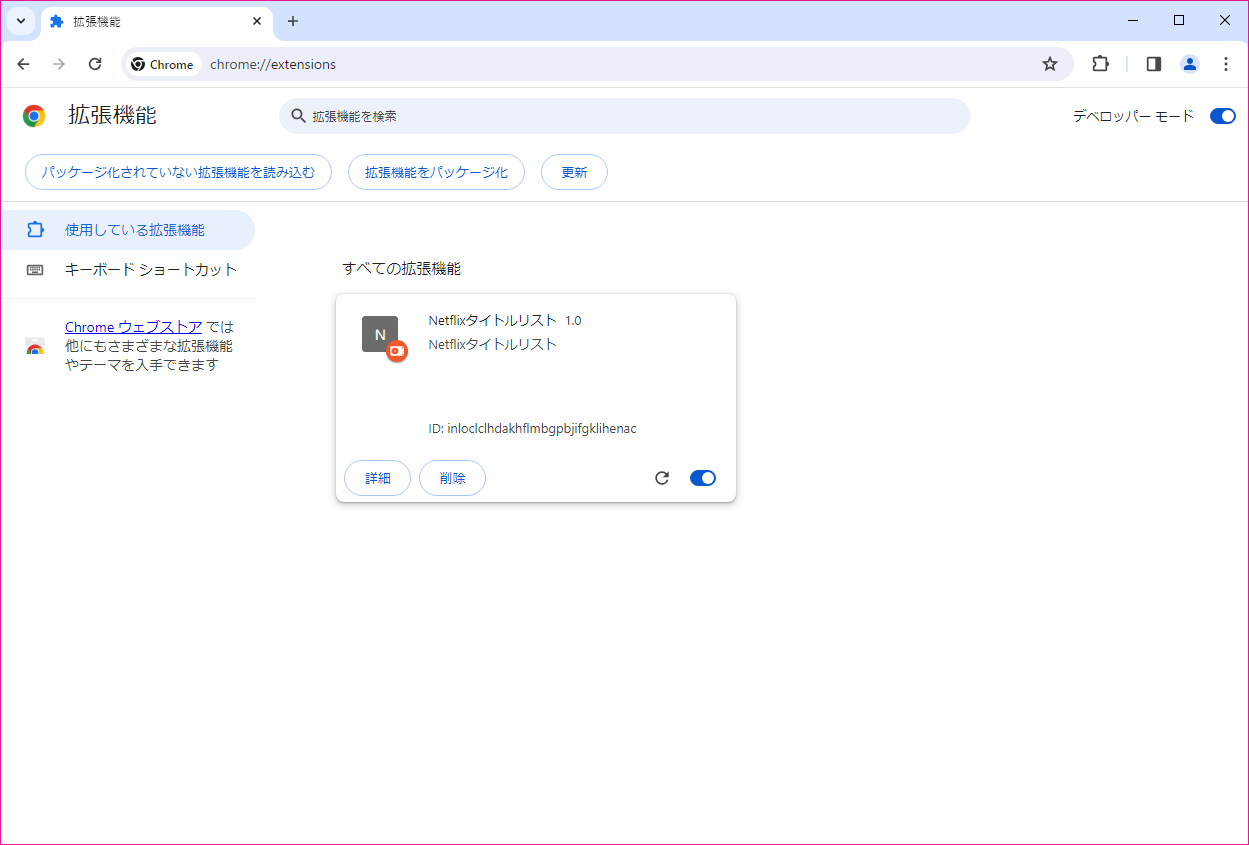 拡張機能
Chrome
chrome://extensions
拡張機能
拡張機能を検索
デベロッパー モード
パッケージ化されていない拡張機能を読み込む
拡張機能をパッケージ化
更新
使用している拡張機能
キーボード ショートカット
Chrome ウェブストア では
他にもさまざまな拡張機能
やテーマを入手できます
すべての拡張機能
N
Netflixタイトルリスト 1.0
Netflixタイトルリスト
ID: inloclclhdakhflmbgpbjifgklihenac
詳細
削除